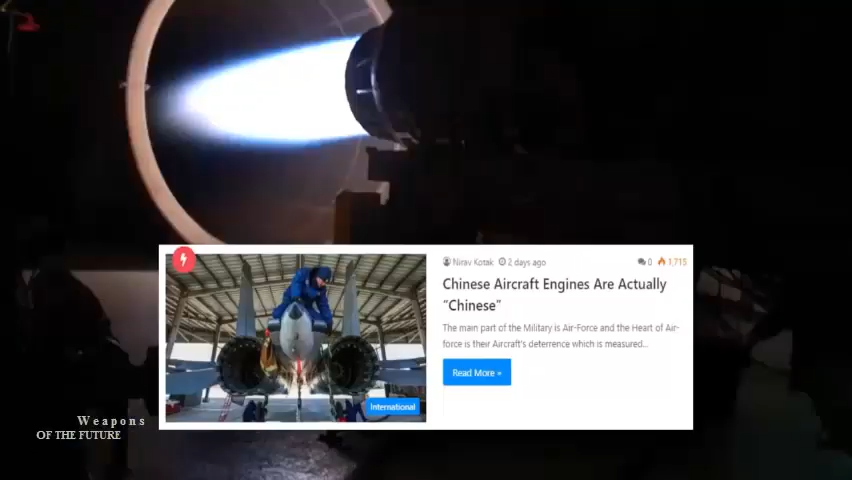 Nirav Kotak 2 days ago 0 1,715
Chinese Aircraft Engines Are Actually
“Chinese”
The main part of the Military is Air-Force and the Heart of Air-
force is their Aircraft's deterrence which is measured...
Read More »
International
Weapons
OF THE FUTURE